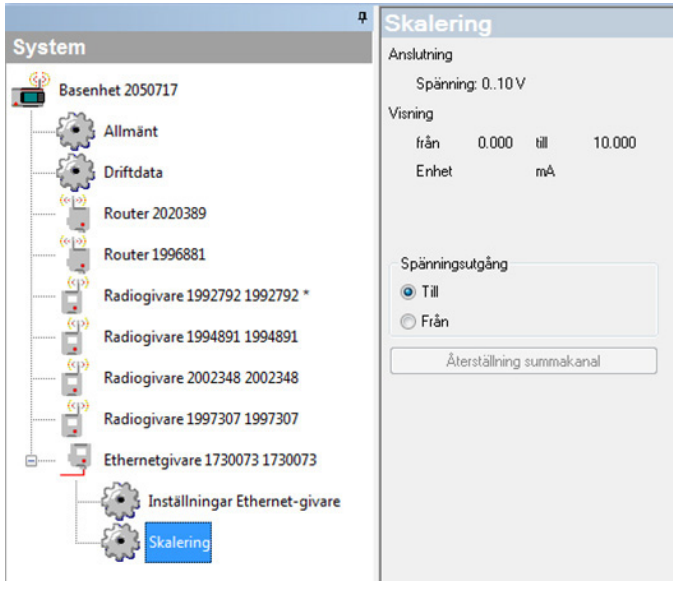 System
Basenhet 2050717
Allmänt
Driftdata
Router 2020389
Router 1996881
Radiogivare 1992792 1992792 *
Radiogivare 1994891 1994891
Radiogivare 2002348 2002348
Radiogivare 1997307 1997307
Ethernetgivare 1730073 1730073
Inställningar Ethernet-givare
Skalering
Skalering
Anslutning
Spänning: 0..10 V
Visning
från 0.000 till 10.000
Enhet mA
Spänningsutgång
Till
Från
Återställning summakanal